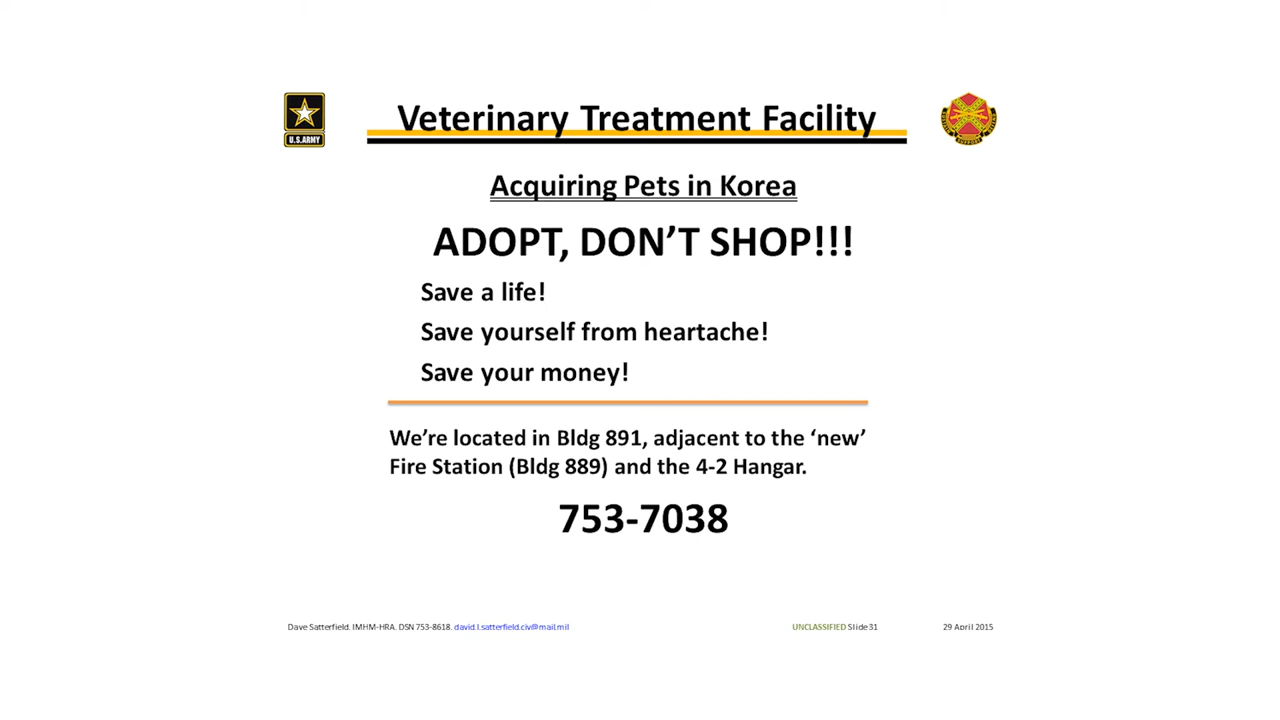 Veterinary Treatment Facility
U.S.ARMY
SUPPORT
Acquiring Pets in Korea
ADOPT, DON’T SHOP!!!
Save a life!
Save yourself from heartache!
Save your money!
We’re located in Bldg 891, adjacent to the ‘new’
Fire Station (Bldg 889) and the 4-2 Hangar.
753-7038
Dave Satterfield. IMHM-HRA. DSN 753-8618. david.l.satterfield.civ@mail.mil
UNCLASSIFIED Slide 31
29 April 2015